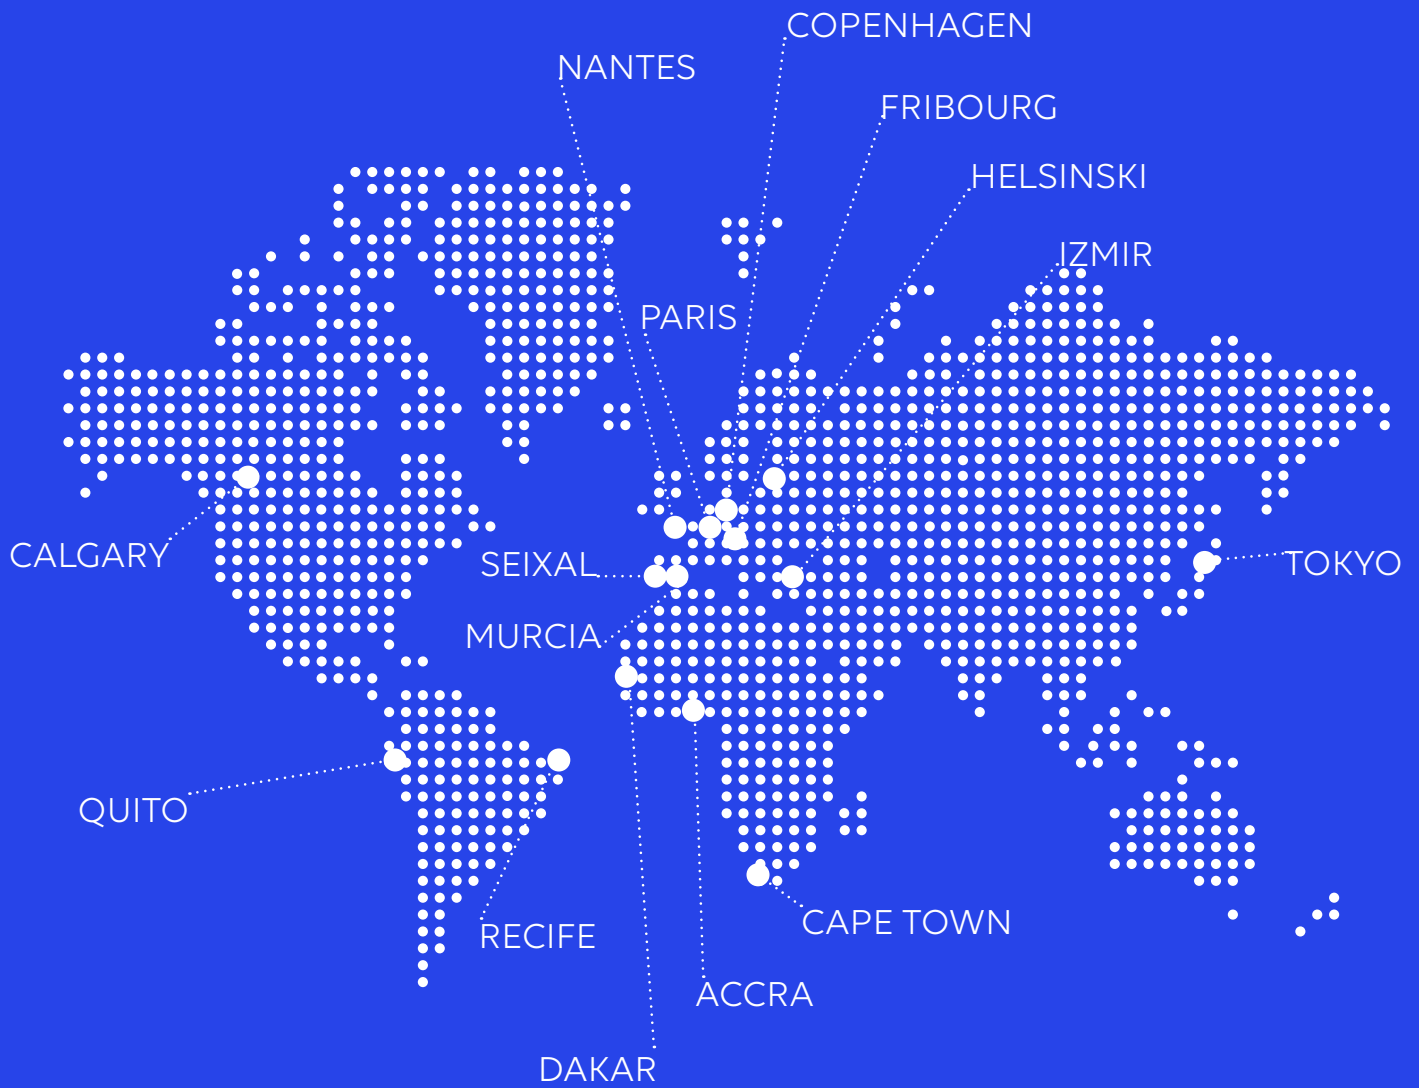 COPENHAGEN
NANTES
FRIBOURG
HELSINSKI
IZMIR
PARIS
CALGARY
SEIXAL
TOKYO
MURCIA
QUITO
RECIFE
CAPE TOWN
ACCRA
DAKAR